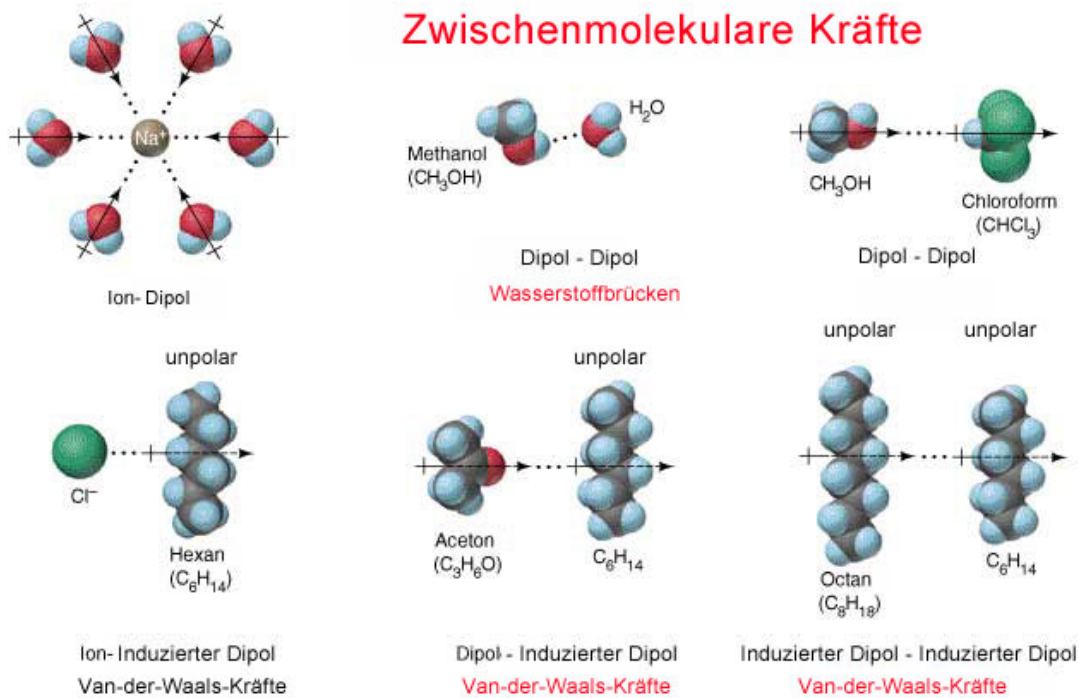 Zwischenmolekulare Kräfte
Na⁺
Ion- Dipol
Methanol
(CH₃OH)
H₂O
Dipol - Dipol
Wasserstoffbrücken
CH₃OH
Chloroform
(CHCl₃)
Dipol - Dipol
unpolar
Cl⁻
Hexan
(C₆H₁₄)
Ion- Induzierter Dipol
Van-der-Waals-Kräfte
unpolar
Aceton
(C₃H₆O)
C₆H₁₄
Dipol - Induzierter Dipol
Van-der-Waals-Kräfte
unpolar
unpolar
Octan
(C₈H₁₈)
C₆H₁₄
Induzierter Dipol - Induzierter Dipol
Van-der-Waals-Kräfte